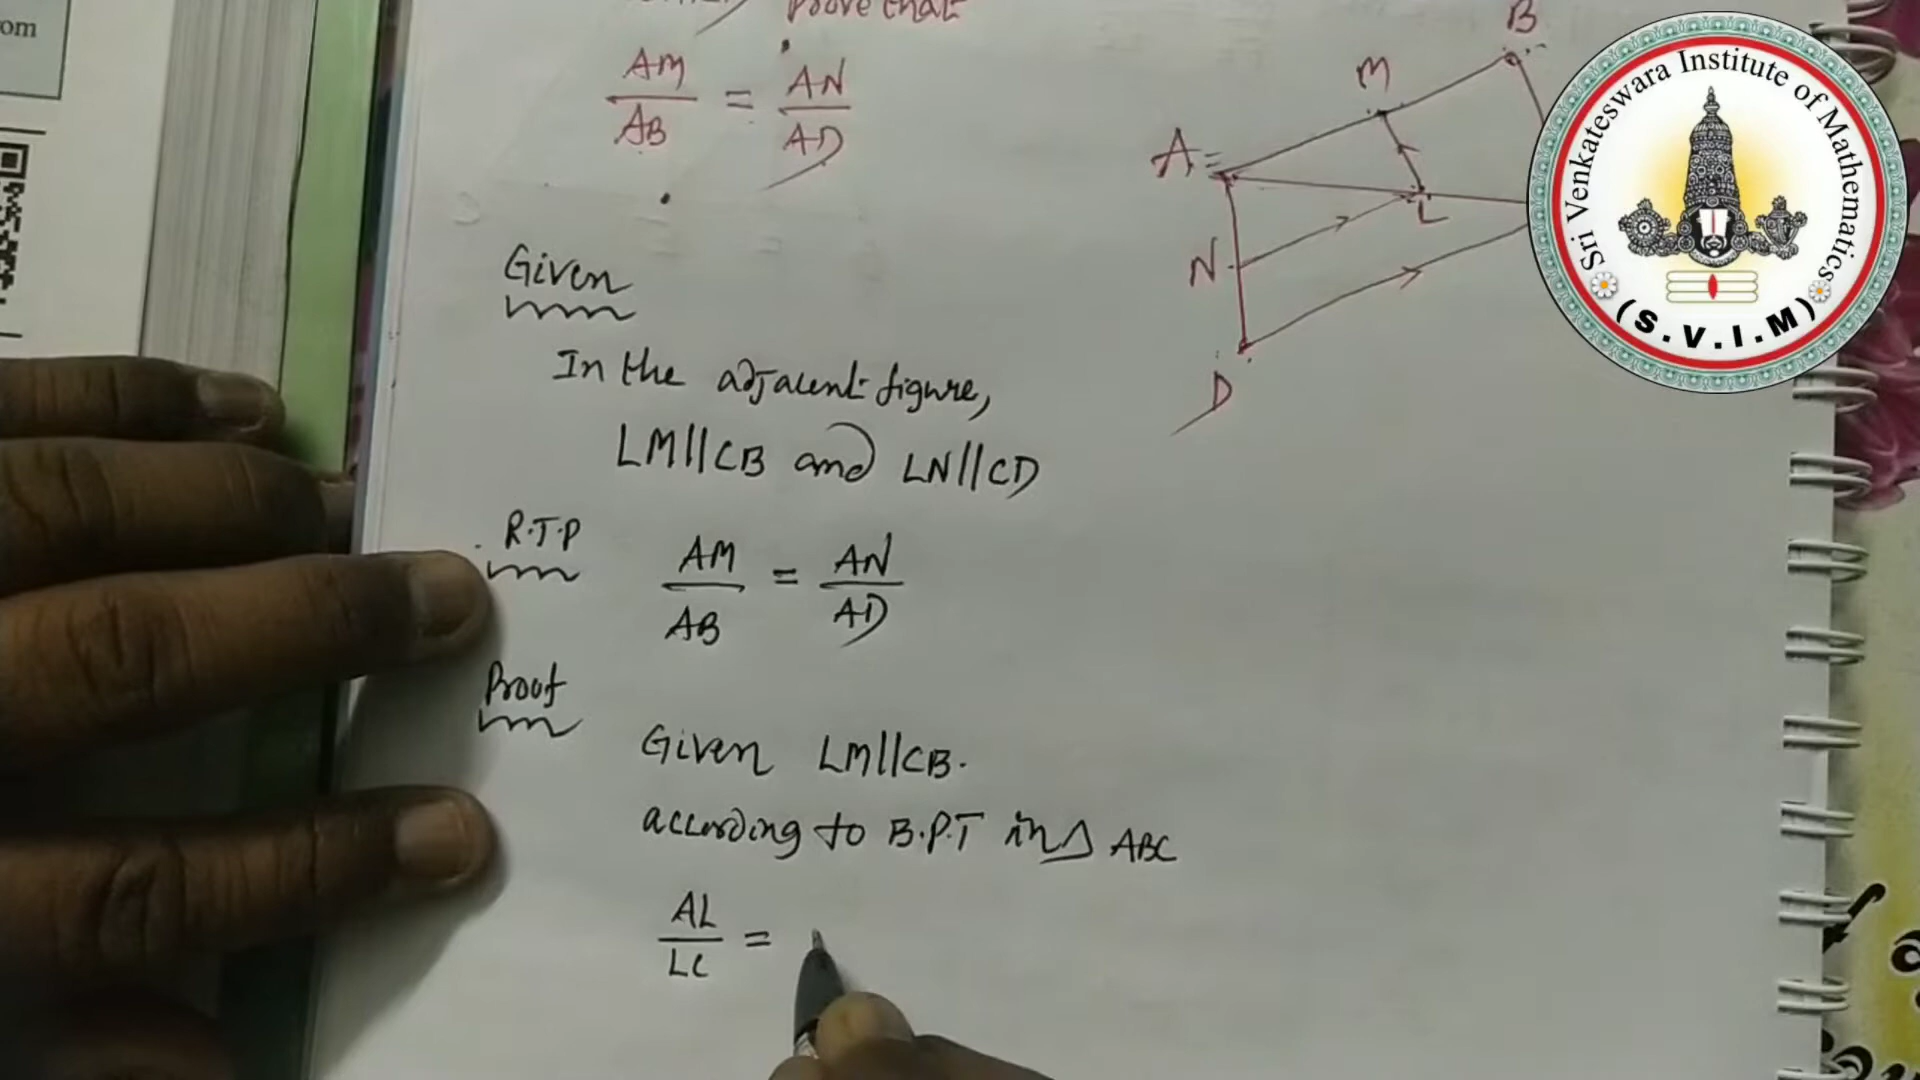 om
Prove that
AM / AB = AN / AD
B
M
A
L
N
D
Sri Venkateswara Institute of Mathematics
(S.V.I.M)
Given
In the adjacent figure,
LM||CB and LN||CD
R.T.P AM / AB = AN / AD
Proof
Given LM||CB.
according to B.P.T in △ ABC
AL / LC =